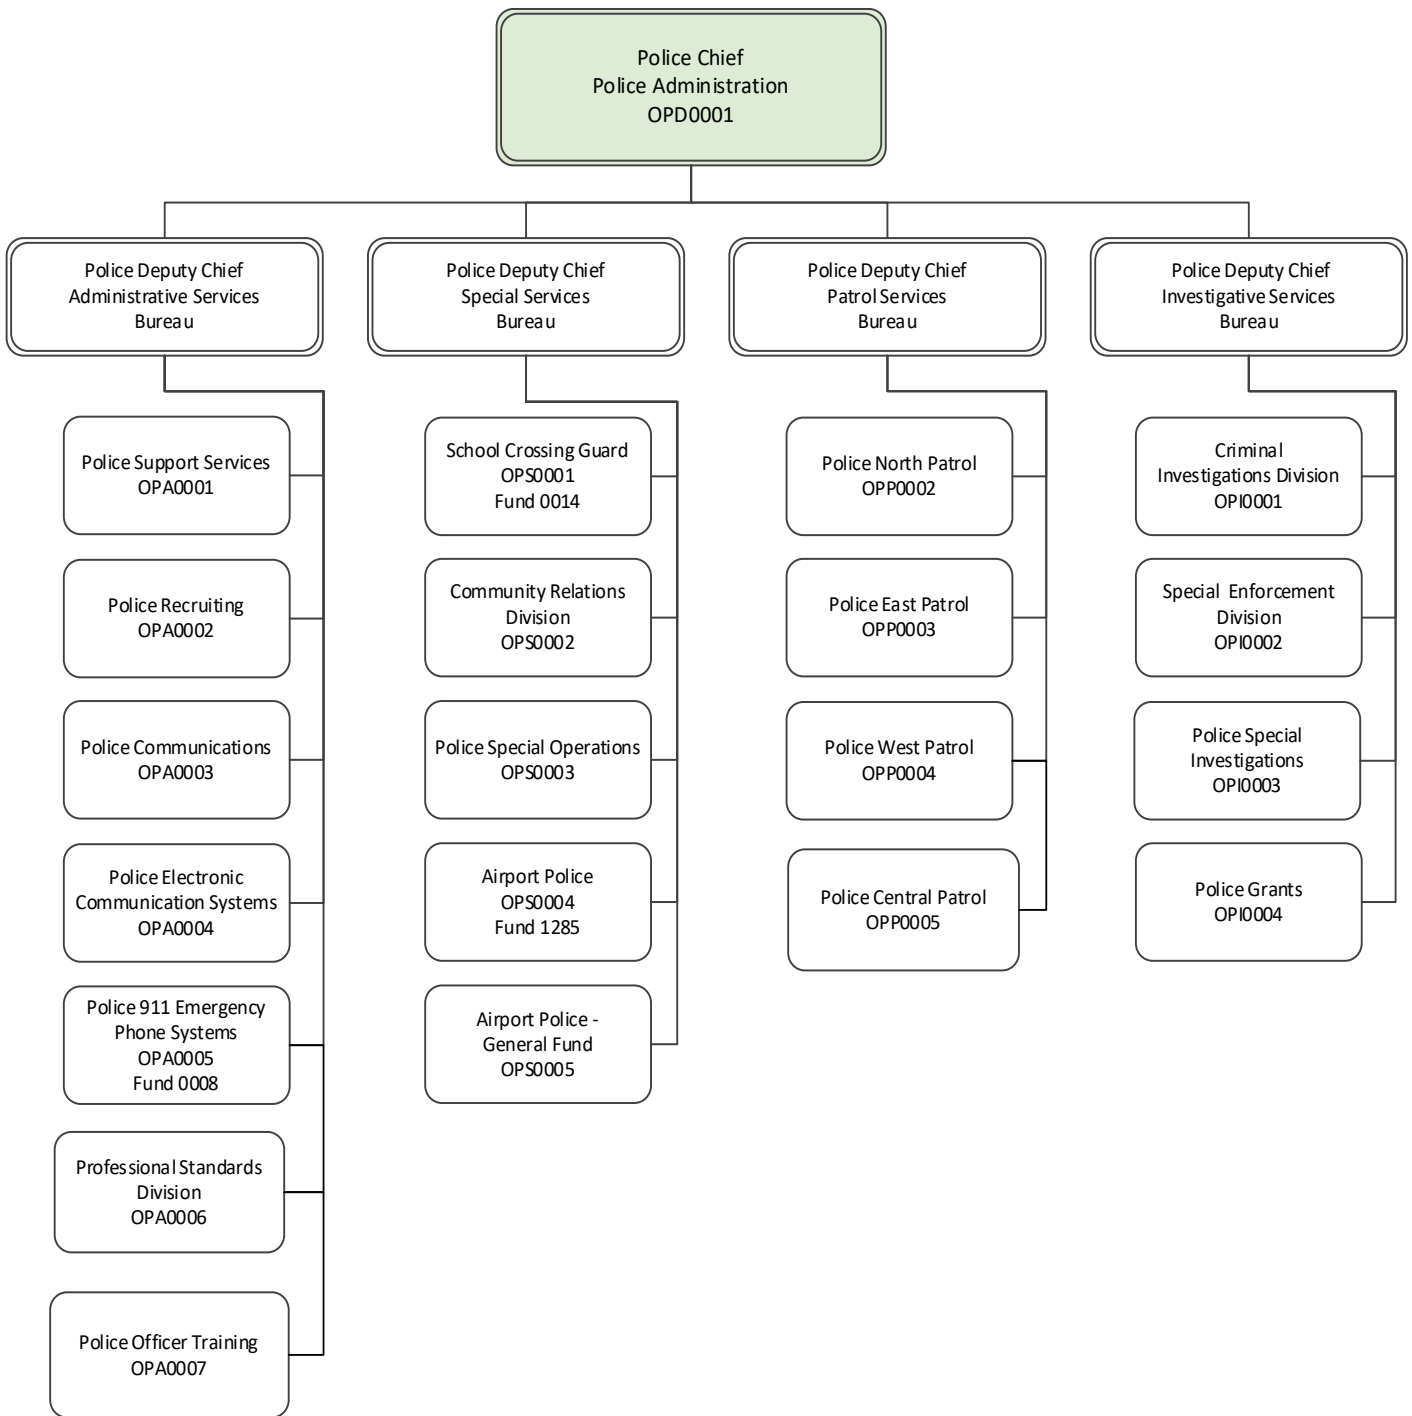 Police Chief
Police Administration
OPD0001
Police Deputy Chief
Administrative Services
Bureau
Police Deputy Chief
Special Services
Bureau
Police Deputy Chief
Patrol Services
Bureau
Police Deputy Chief
Investigative Services
Bureau
Police Support Services
OPA0001
Police Recruiting
OPA0002
Police Communications
OPA0003
Police Electronic
Communication Systems
OPA0004
Police 911 Emergency
Phone Systems
OPA0005
Fund 0008
Professional Standards
Division
OPA0006
Police Officer Training
OPA0007
School Crossing Guard
OPS0001
Fund 0014
Community Relations
Division
OPS0002
Police Special Operations
OPS0003
Airport Police
OPS0004
Fund 1285
Airport Police -
General Fund
OPS0005
Police North Patrol
OPP0002
Police East Patrol
OPP0003
Police West Patrol
OPP0004
Police Central Patrol
OPP0005
Criminal
Investigations Division
OPI0001
Special Enforcement
Division
OPI0002
Police Special
Investigations
OPI0003
Police Grants
OPI0004